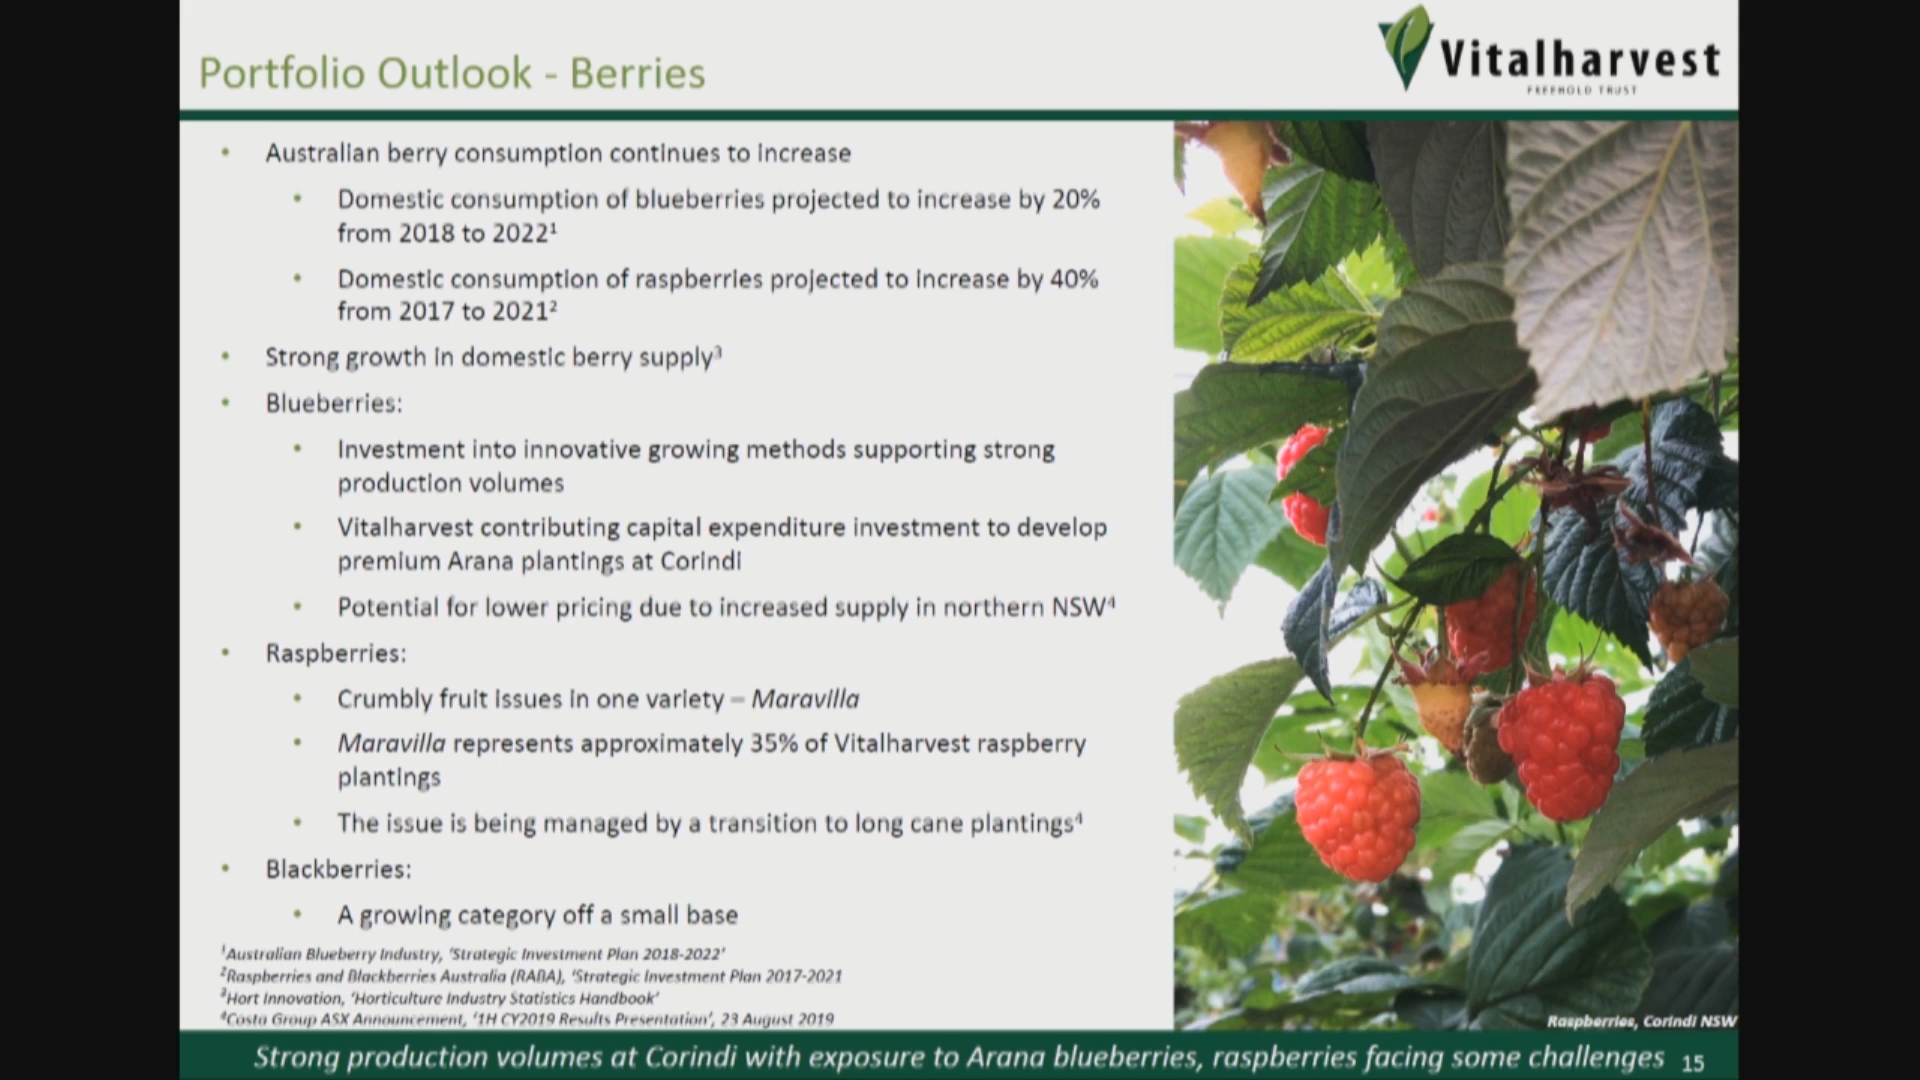 Portfolio Outlook - Berries
Vitalharvest
FREEHOLD TRUST
• Australian berry consumption continues to increase
• Domestic consumption of blueberries projected to increase by 20%
from 2018 to 2022¹
• Domestic consumption of raspberries projected to increase by 40%
from 2017 to 2021²
• Strong growth in domestic berry supply³
• Blueberries:
• Investment into innovative growing methods supporting strong
production volumes
• Vitalharvest contributing capital expenditure investment to develop
premium Arana plantings at Corindi
• Potential for lower pricing due to increased supply in northern NSW⁴
• Raspberries:
• Crumbly fruit issues in one variety – Maravilla
• Maravilla represents approximately 35% of Vitalharvest raspberry
plantings
• The issue is being managed by a transition to long cane plantings⁴
• Blackberries:
• A growing category off a small base
¹Australian Blueberry Industry, ‘Strategic Investment Plan 2018-2022’
²Raspberries and Blackberries Australia (RABA), ‘Strategic Investment Plan 2017-2021
³Hort Innovation, ‘Horticulture Industry Statistics Handbook’
⁴Costa Group ASX Announcement, ‘1H CY2019 Results Presentation’, 23 August 2019
Raspberries, Corindi NSW
Strong production volumes at Corindi with exposure to Arana blueberries, raspberries facing some challenges
15